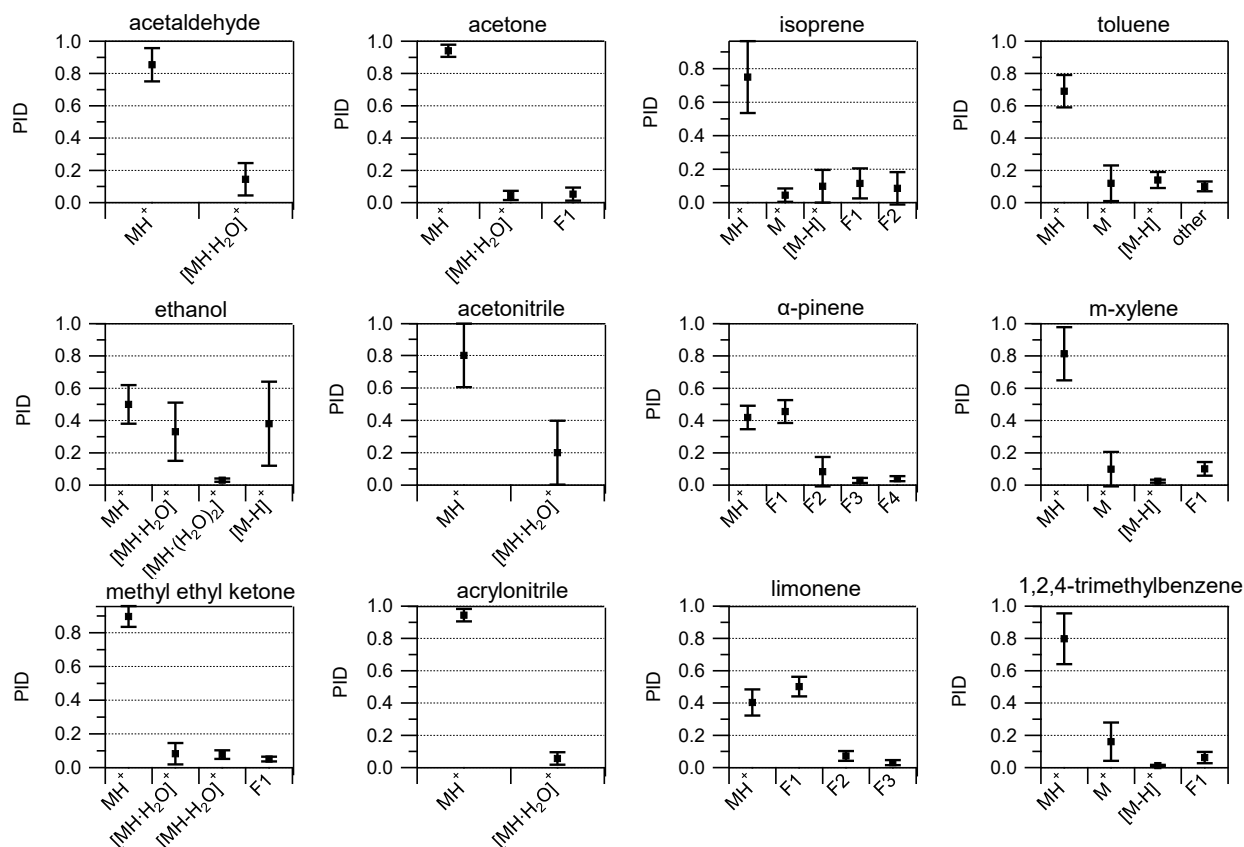 acetaldehyde
PID
1.0
0.8
0.6
0.4
0.2
0.0
MH⁺
[MH·H₂O]⁺
acetone
PID
1.0
0.8
0.6
0.4
0.2
0.0
MH⁺
[MH·H₂O]⁺
F1
isoprene
PID
0.8
0.6
0.4
0.2
0.0
MH⁺
M⁺
[M-H]⁺
F1
F2
toluene
PID
1.0
0.8
0.6
0.4
0.2
0.0
MH⁺
M⁺
[M-H]⁺
other
ethanol
PID
1.0
0.8
0.6
0.4
0.2
0.0
MH⁺
[MH·H₂O]⁺
[MH·(H₂O)₂]⁺
[M-H]⁺
acetonitrile
PID
1.0
0.8
0.6
0.4
0.2
0.0
MH⁺
[MH·H₂O]⁺
α-pinene
PID
1.0
0.8
0.6
0.4
0.2
0.0
MH⁺
F1
F2
F3
F4
m-xylene
PID
1.0
0.8
0.6
0.4
0.2
0.0
MH⁺
M⁺
[M-H]⁺
F1
methyl ethyl ketone
PID
0.8
0.6
0.4
0.2
0.0
MH⁺
[MH·H₂O]⁺
[MH-H₂O]⁺
F1
acrylonitrile
PID
1.0
0.8
0.6
0.4
0.2
0.0
MH⁺
[MH·H₂O]⁺
limonene
PID
1.0
0.8
0.6
0.4
0.2
0.0
MH⁺
F1
F2
F3
1,2,4-trimethylbenzene
PID
1.0
0.8
0.6
0.4
0.2
0.0
MH⁺
M⁺
[M-H]⁺
F1